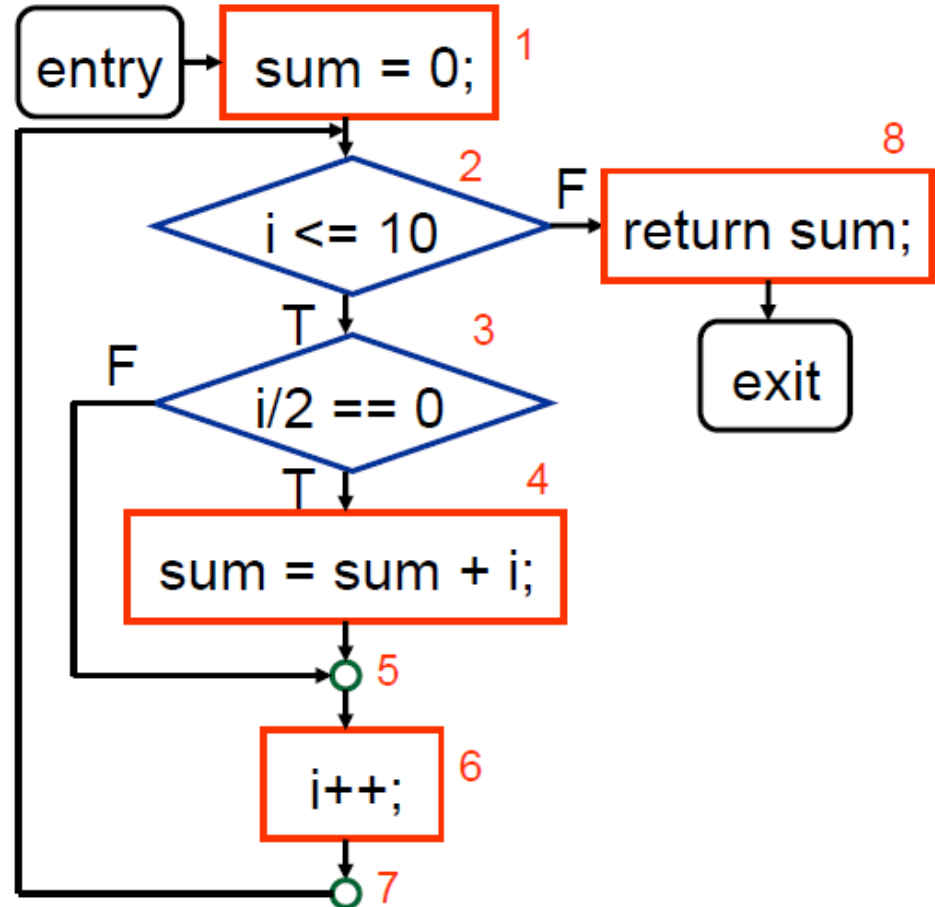 entry
sum = 0;
1
2
i <= 10
F
8
return sum;
exit
T
3
F
i/2 == 0
T
4
sum = sum + i;
5
i++;
6
7